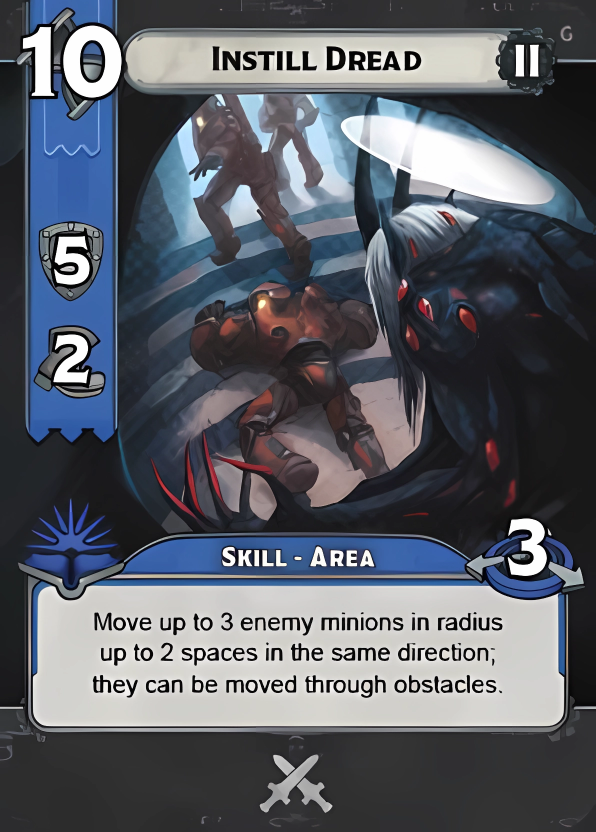 10
INSTILL DREAD
II
G
5
2
SKILL - AREA
3
Move up to 3 enemy minions in radius
up to 2 spaces in the same direction;
they can be moved through obstacles.